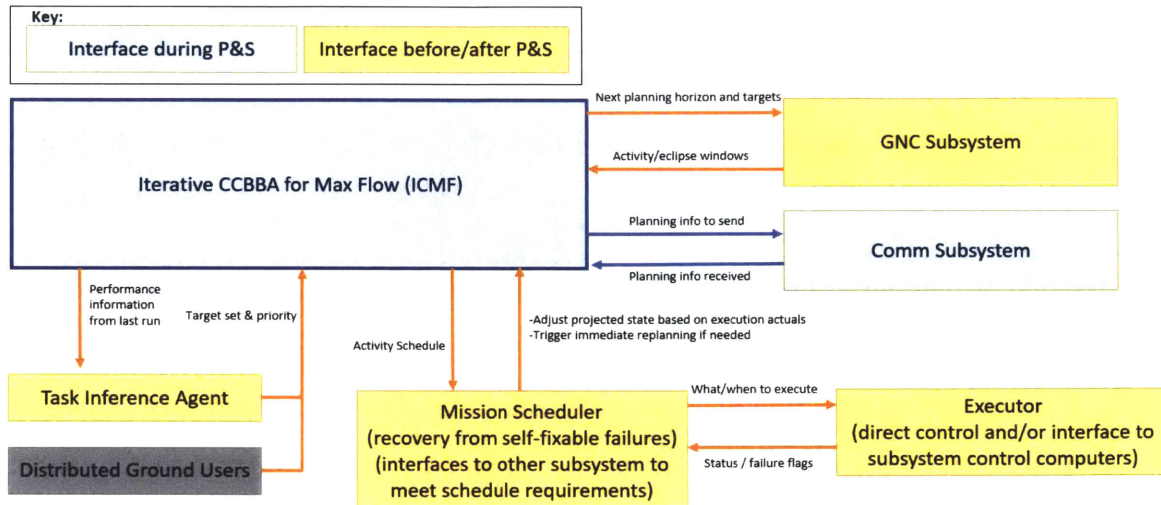 Key:
Interface during P&S
Interface before/after P&S
Next planning horizon and targets
GNC Subsystem
Activity/eclipse windows
Iterative CCBBA for Max Flow (ICMF)
Planning info to send
Comm Subsystem
Planning info received
Performance
information
from last run
Target set & priority
-Adjust projected state based on execution actuals
-Trigger immediate replanning if needed
Activity Schedule
Task Inference Agent
What/when to execute
Mission Scheduler
(recovery from self-fixable failures)
(interfaces to other subsystem to
meet schedule requirements)
Executor
(direct control and/or interface to
subsystem control computers)
Status / failure flags
Distributed Ground Users